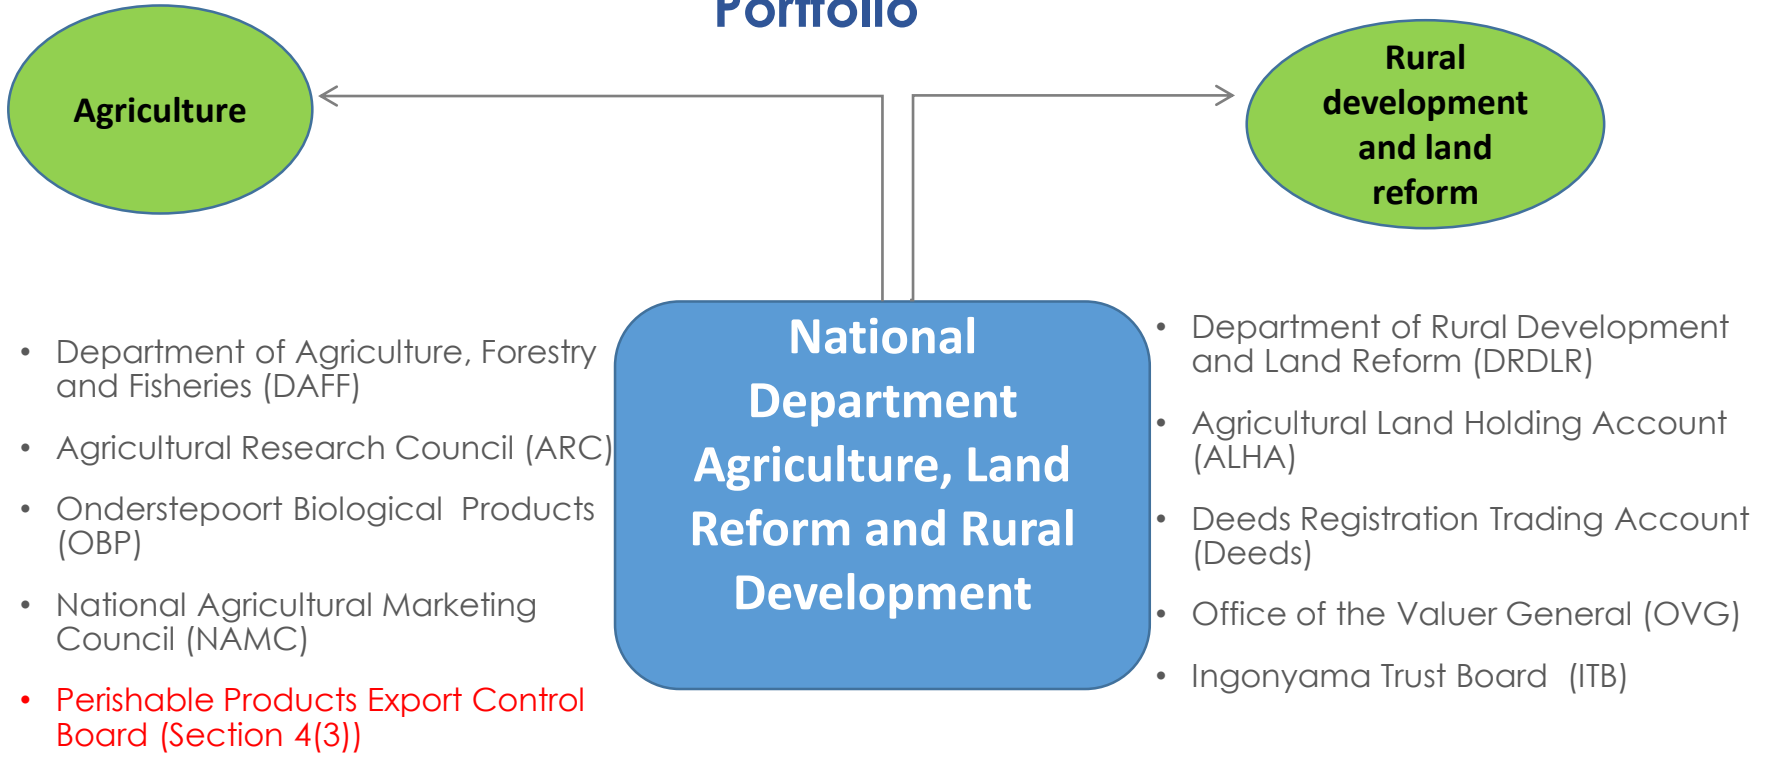 Portfolio
Agriculture
Rural
development
and land
reform
• Department of Agriculture, Forestry
and Fisheries (DAFF)
• Agricultural Research Council (ARC)
• Onderstepoort Biological  Products
(OBP)
• National Agricultural Marketing
Council (NAMC)
• Perishable Products Export Control
Board (Section 4(3))
National
Department
Agriculture, Land
Reform and Rural
Development
• Department of Rural Development
and Land Reform (DRDLR)
• Agricultural Land Holding Account
(ALHA)
• Deeds Registration Trading Account
(Deeds)
• Office of the Valuer General (OVG)
• Ingonyama Trust Board  (ITB)